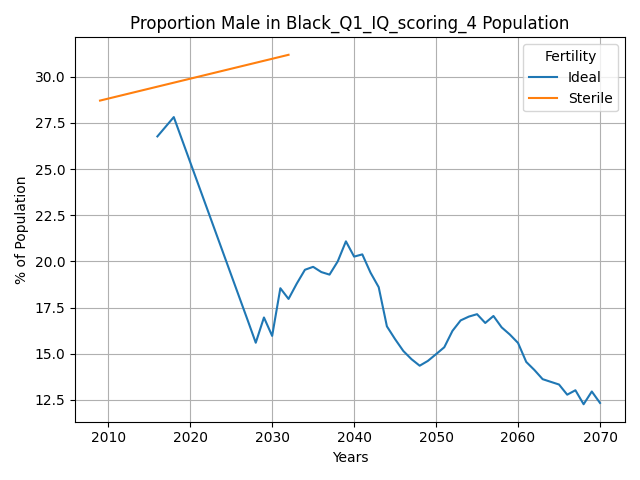 Proportion Male in Black_Q1_IQ_scoring_4 Population
Fertility
Ideal
Sterile
% of Population
30.0
27.5
25.0
22.5
20.0
17.5
15.0
12.5
2010 2020 2030 2040 2050 2060 2070
Years